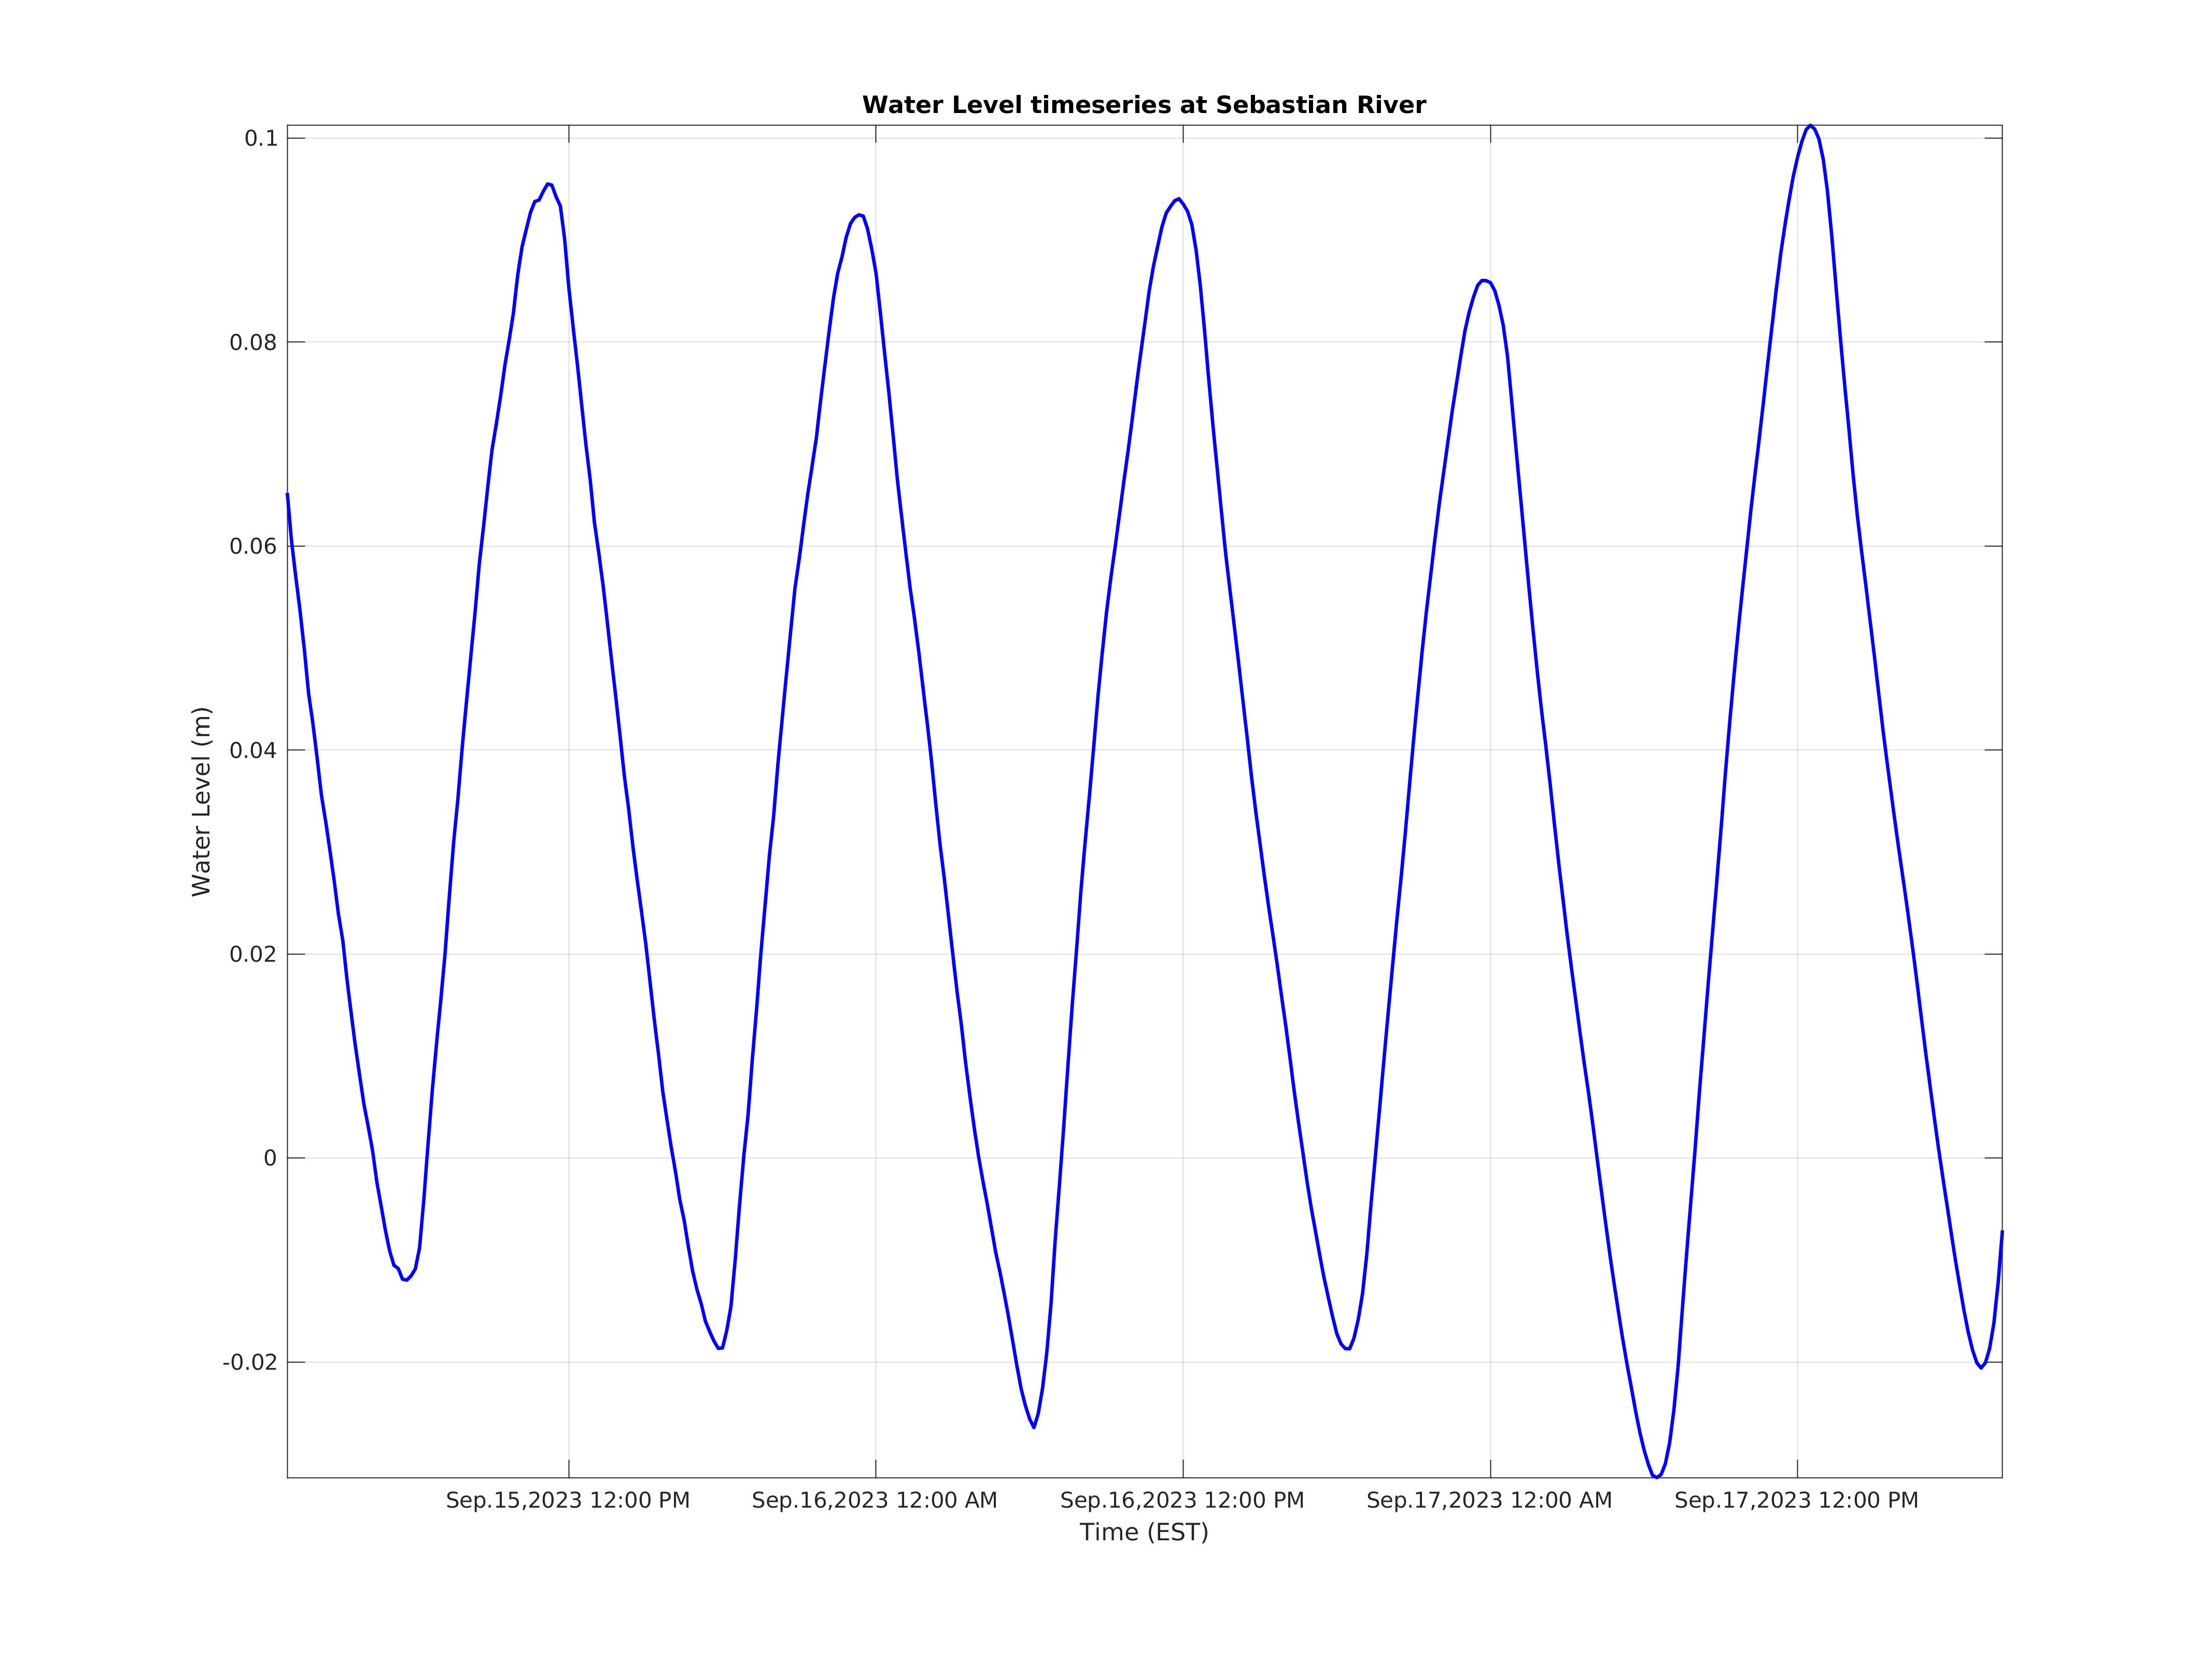 Water Level timeseries at Sebastian River
0.1
0.08
0.06
0.04
0.02
0
-0.02
Water Level (m)
Sep.15,2023 12:00 PM Sep.16,2023 12:00 AM Sep.16,2023 12:00 PM Sep.17,2023 12:00 AM Sep.17,2023 12:00 PM
Time (EST)